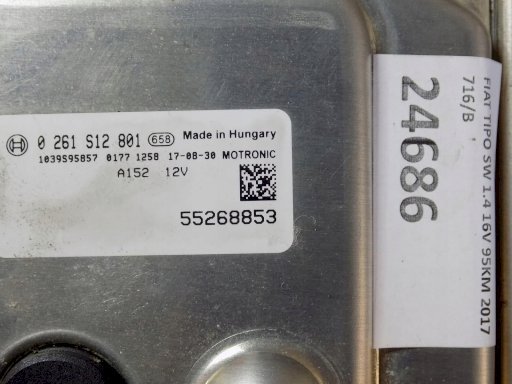 0 261 S12 801 658 Made in Hungary
1039S95857 0177 1258 17-08-30 MOTRONIC
A152 12V
55268853
FIAT TIPO SW 1.4 16V 95KM 2017
716/B
24686